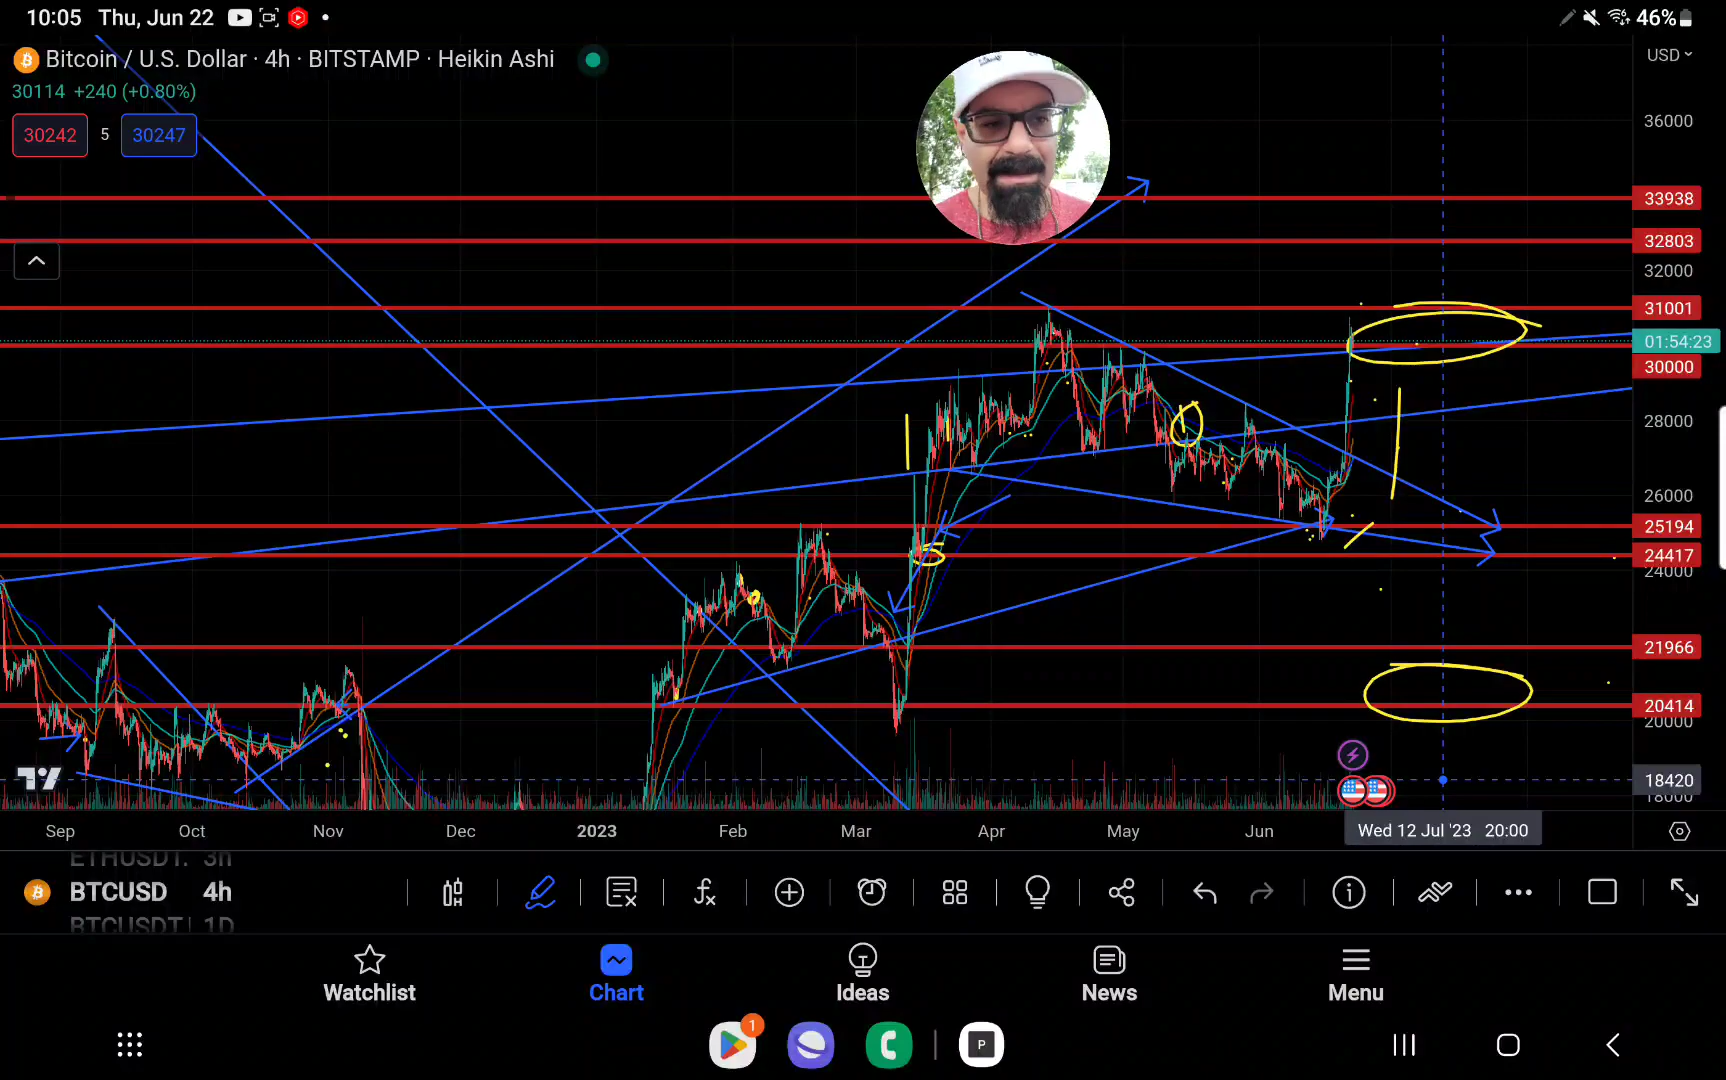 10:05 Thu, Jun 22
46%
Bitcoin / U.S. Dollar · 4h · BITSTAMP · Heikin Ashi
USD
30114 +240 (+0.80%)
30242 5 30247
36000
33938
32803
32000
31001
01:54:23
30000
28000
26000
25194
24417
24000
21966
20414
20000
18420
18000
Sep Oct Nov Dec 2023 Feb Mar Apr May Jun Wed 12 Jul '23 20:00
ETHUSDT. 3h
BTCUSD 4h
BTCUSDT 1D
Watchlist Chart Ideas News Menu
1
P